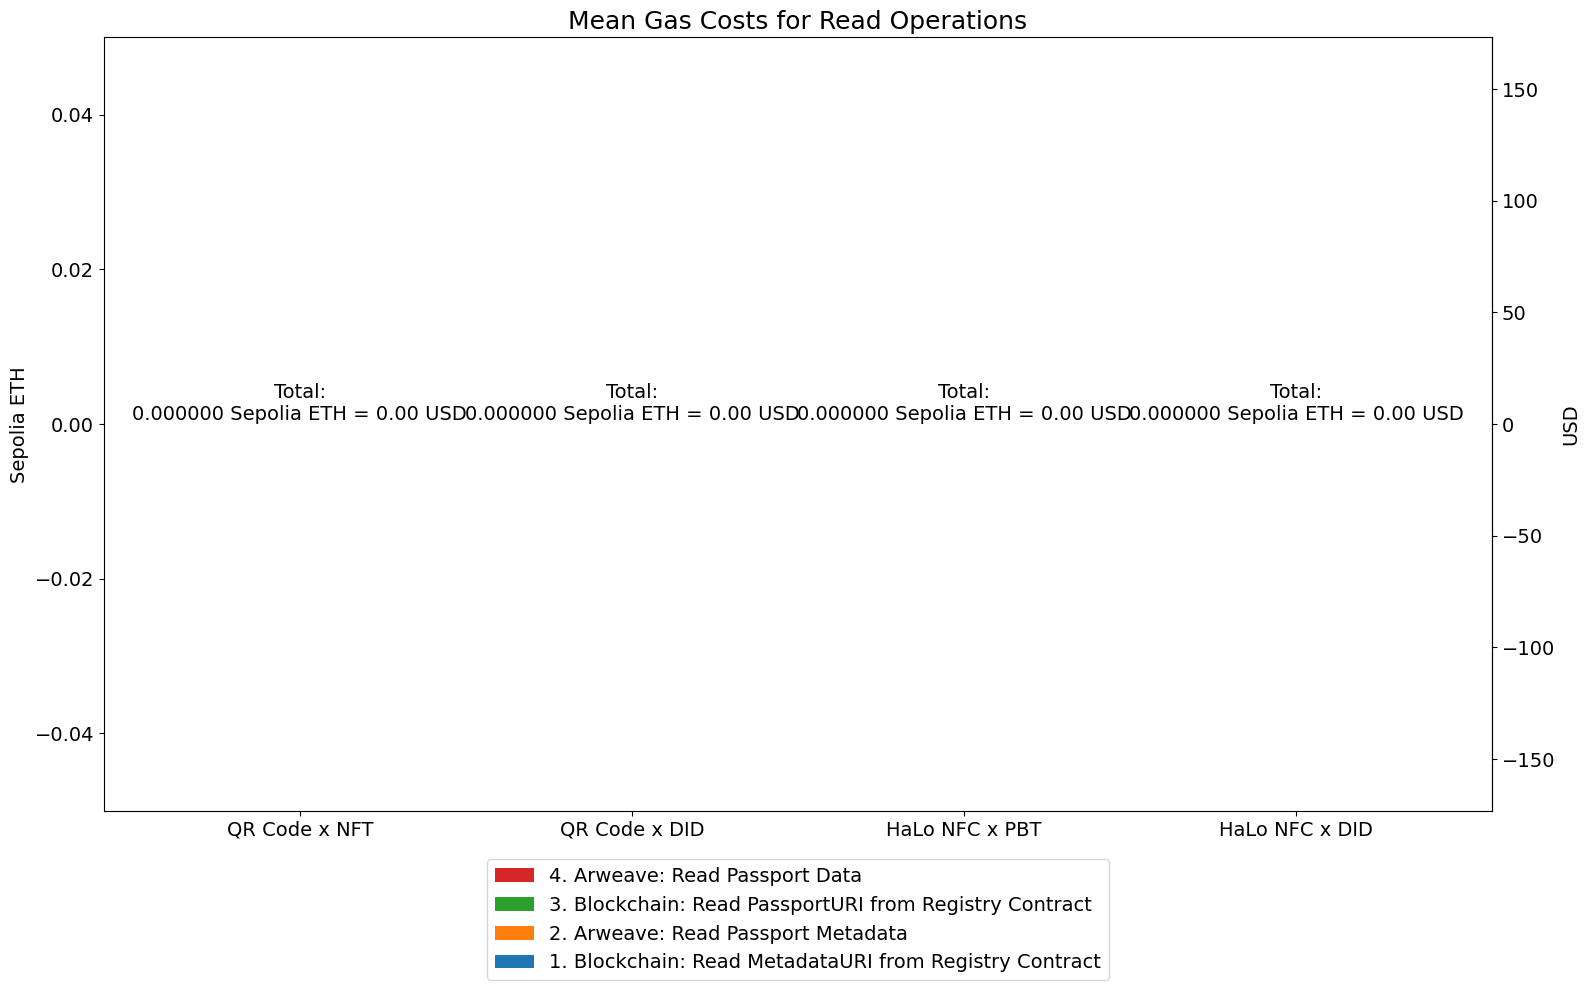 Mean Gas Costs for Read Operations
Sepolia ETH
0.04
0.02
0.00
−0.02
−0.04
150
100
50
0
−50
−100
−150
USD
Total:
0.000000 Sepolia ETH = 0.00 USD
Total:
0.000000 Sepolia ETH = 0.00 USD
Total:
0.000000 Sepolia ETH = 0.00 USD
Total:
0.000000 Sepolia ETH = 0.00 USD
QR Code x NFT
QR Code x DID
HaLo NFC x PBT
HaLo NFC x DID
4. Arweave: Read Passport Data
3. Blockchain: Read PassportURI from Registry Contract
2. Arweave: Read Passport Metadata
1. Blockchain: Read MetadataURI from Registry Contract